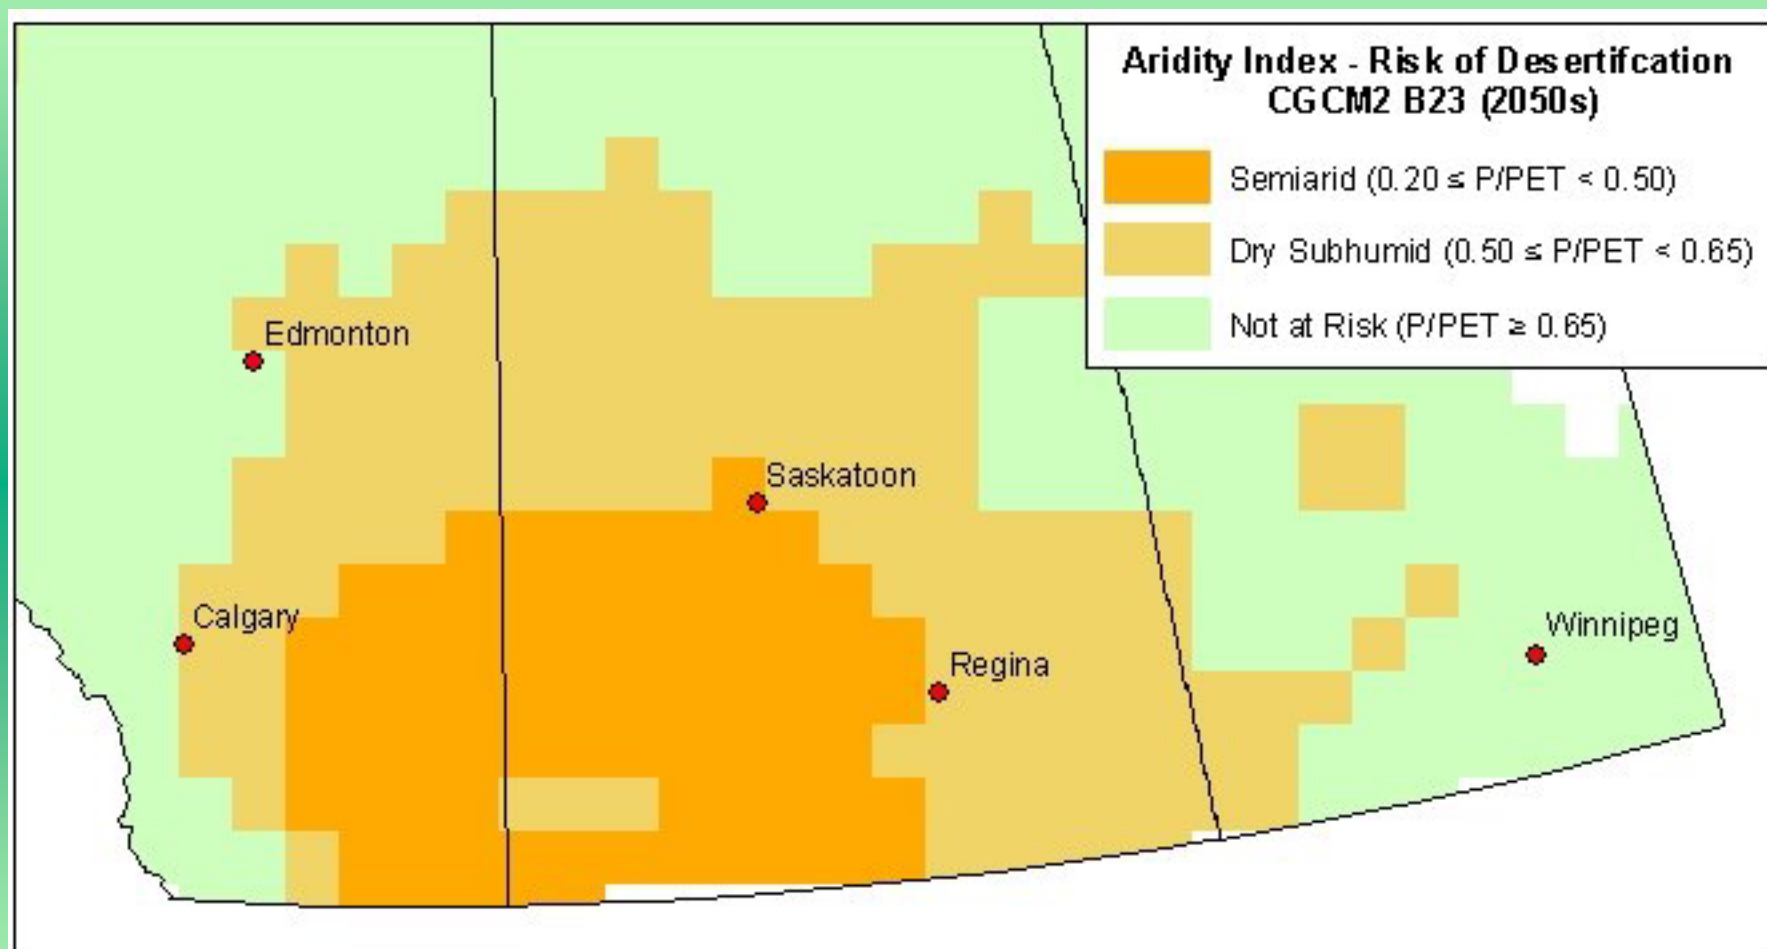 Aridity Index - Risk of Desertifcation
CGCM2 B23 (2050s)
Semiarid (0.20 ≤ P/PET < 0.50)
Dry Subhumid (0.50 ≤ P/PET < 0.65)
Not at Risk (P/PET ≥ 0.65)
Edmonton
Saskatoon
Calgary
Winnipeg
Regina